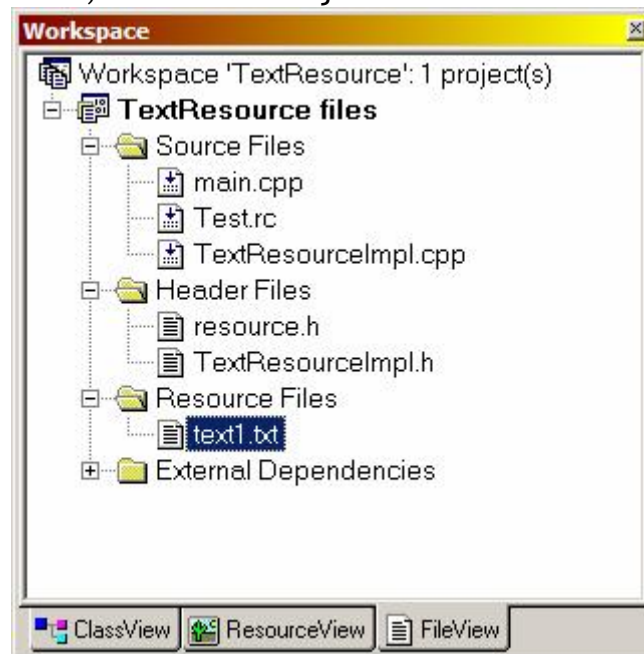 Workspace
Workspace 'TextResource': 1 project(s)
TextResource files
Source Files
main.cpp
Test.rc
TextResourceImpl.cpp
Header Files
resource.h
TextResourceImpl.h
Resource Files
text1.txt
External Dependencies
ClassView ResourceView FileView